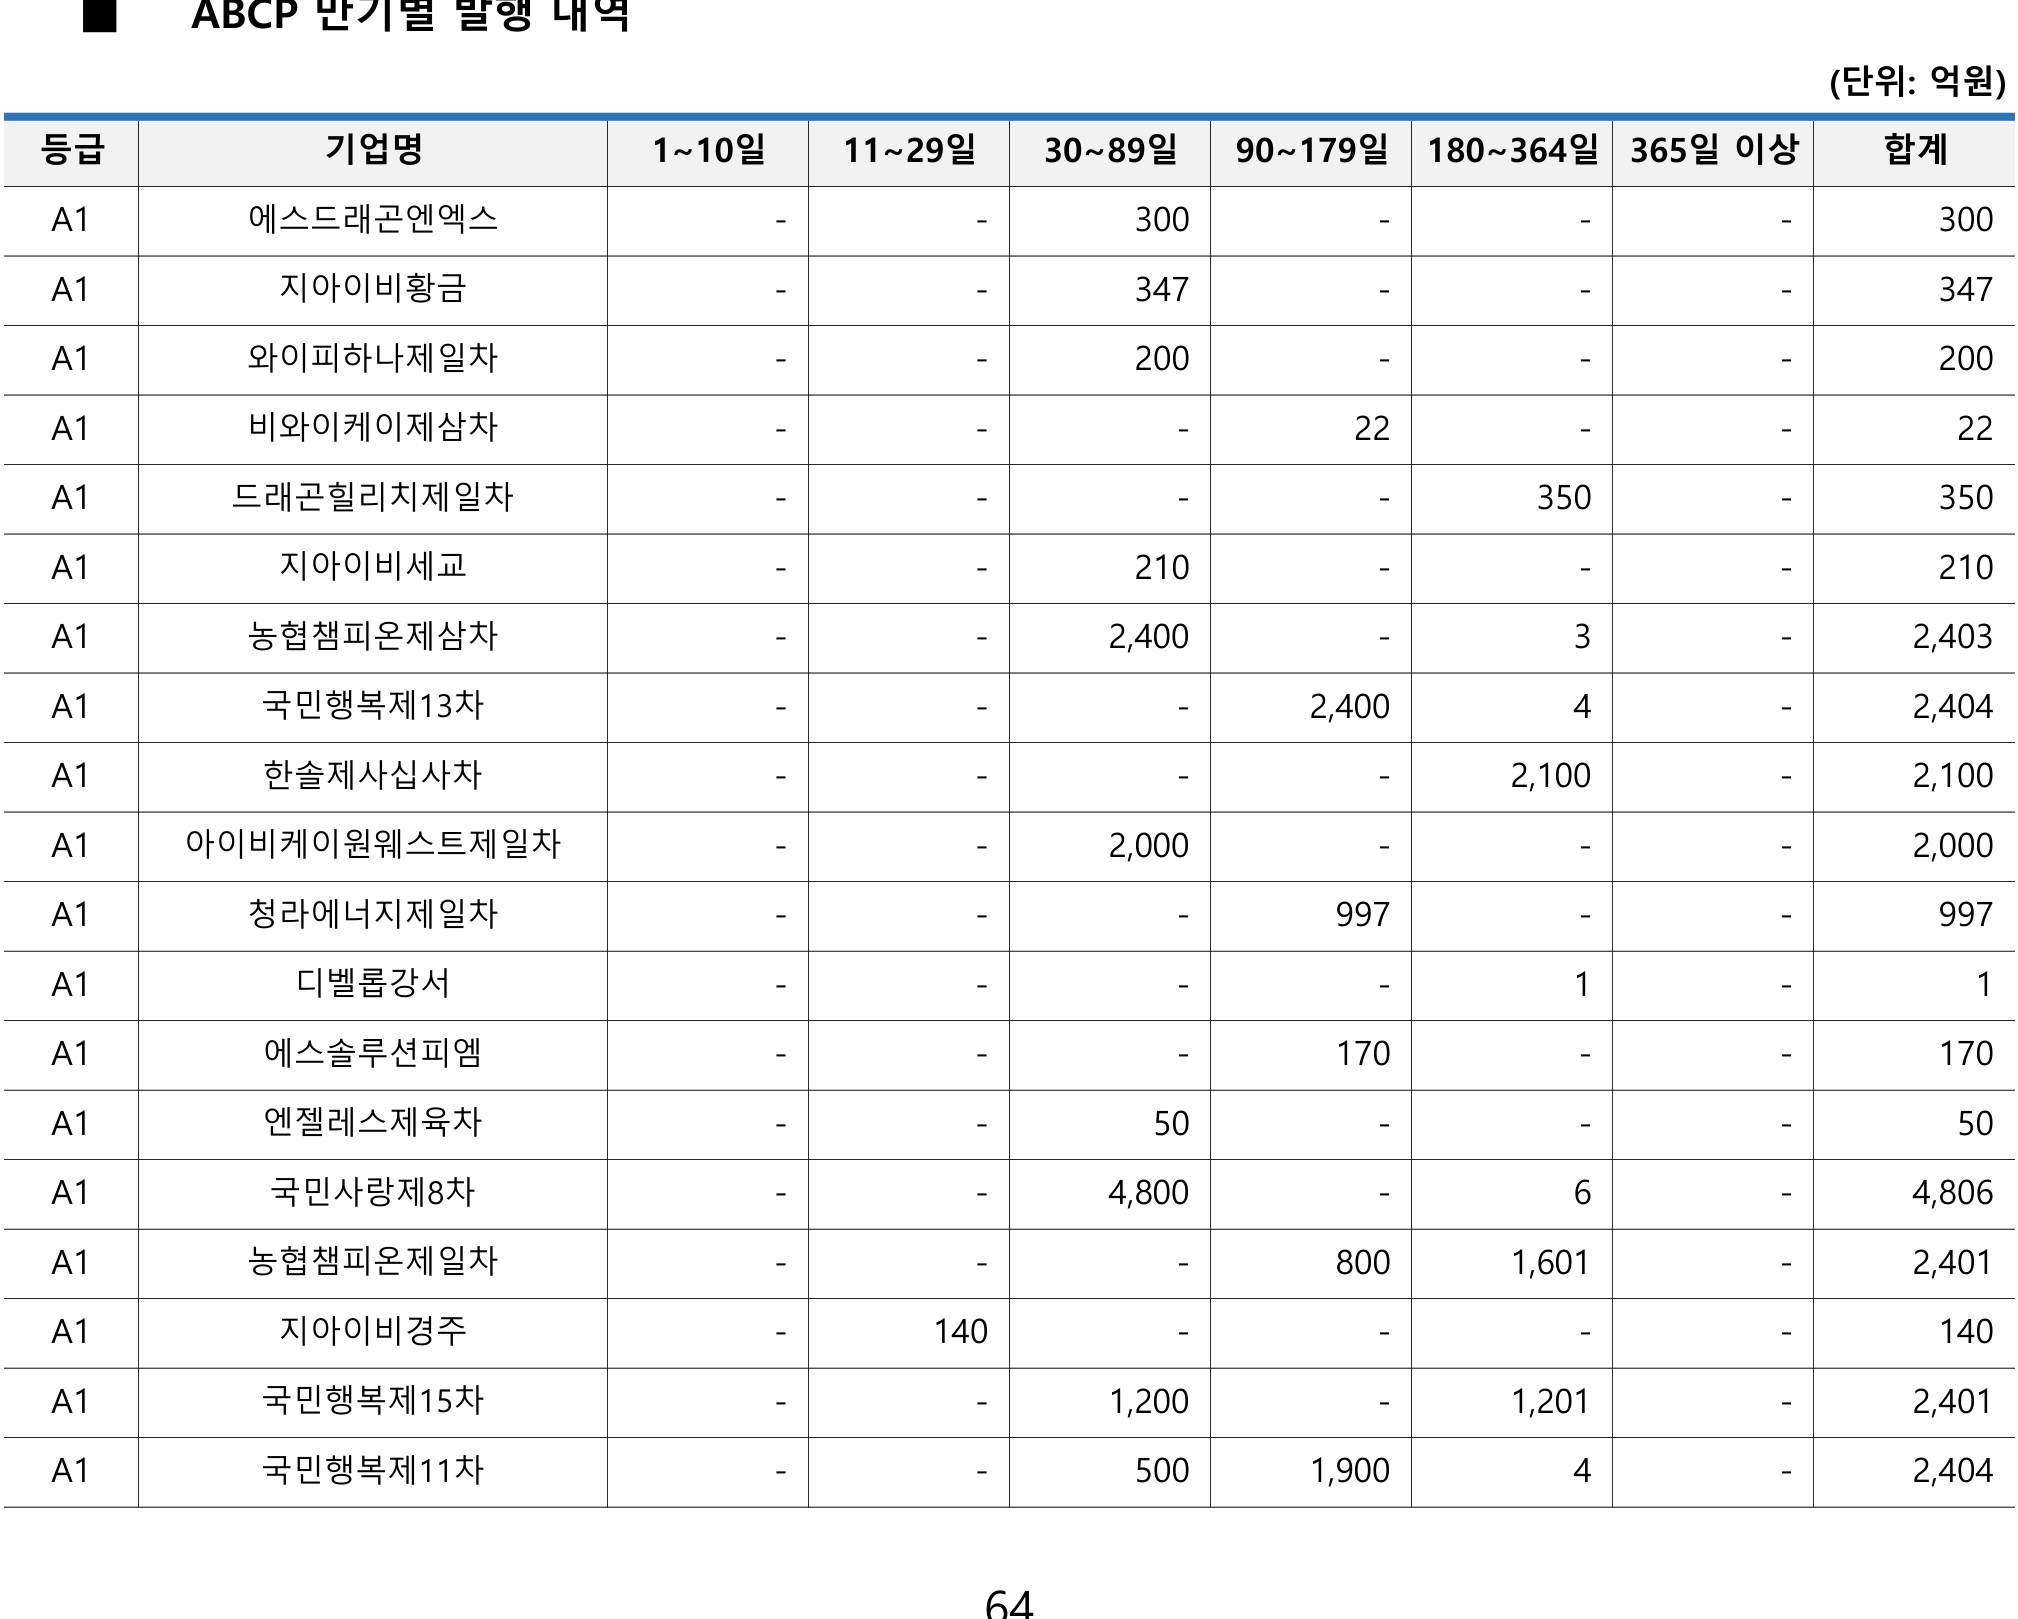 ■ ABCP 만기별 발행 내역
(단위: 억원)
등급 기업명 1~10일 11~29일 30~89일 90~179일 180~364일 365일 이상 합계
A1 에스드래곤엔엑스 - - 300 - - - 300
A1 지아이비황금 - - 347 - - - 347
A1 와이피하나제일차 - - 200 - - - 200
A1 비와이케이제삼차 - - - 22 - - 22
A1 드래곤힐리치제일차 - - - - 350 - 350
A1 지아이비세교 - - 210 - - - 210
A1 농협챔피온제삼차 - - 2,400 - 3 - 2,403
A1 국민행복제13차 - - - 2,400 4 - 2,404
A1 한솔제사십사차 - - - - 2,100 - 2,100
A1 아이비케이원웨스트제일차 - - 2,000 - - - 2,000
A1 청라에너지제일차 - - - 997 - - 997
A1 디벨롭강서 - - - - 1 - 1
A1 에스솔루션피엠 - - - 170 - - 170
A1 엔젤레스제육차 - - 50 - - - 50
A1 국민사랑제8차 - - 4,800 - 6 - 4,806
A1 농협챔피온제일차 - - - 800 1,601 - 2,401
A1 지아이비경주 - 140 - - - - 140
A1 국민행복제15차 - - 1,200 - 1,201 - 2,401
A1 국민행복제11차 - - 500 1,900 4 - 2,404
64